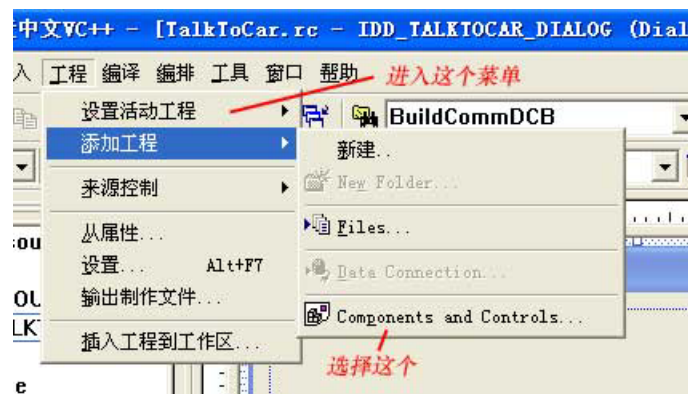 中文VC++ - [TalkToCar.rc - IDD_TALKTOCAR_DIALOG (Dial
入 工程 编译 编排 工具 窗口 帮助
进入这个菜单
设置活动工程
BuildCommDCB
添加工程
新建..
New Folder...
来源控制
Files...
从属性...
sou
设置... Alt+F7
Data Connection...
输出制作文件...
OU
Components and Controls...
LK
插入工程到工作区...
选择这个
e